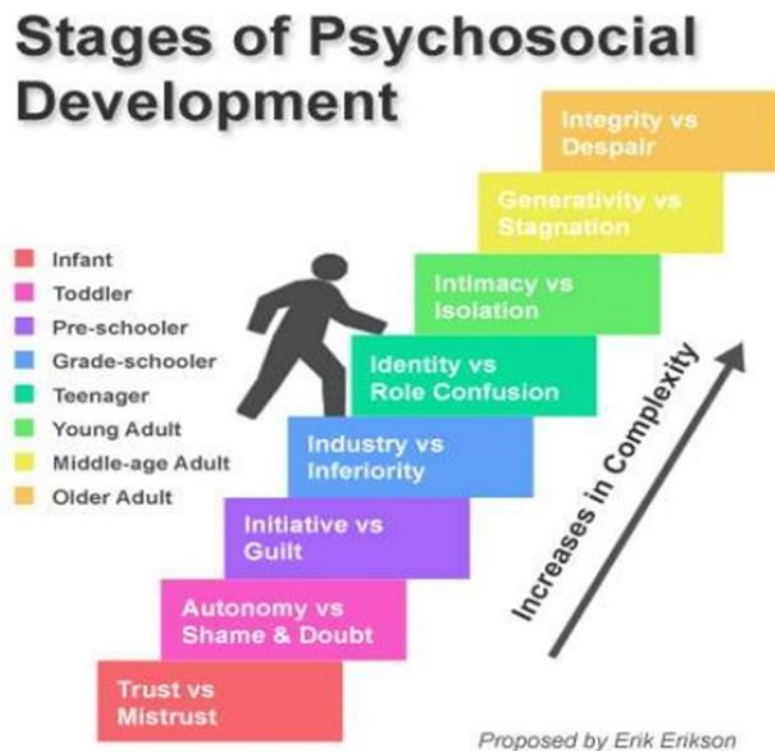 Stages of Psychosocial
Development
Integrity vs
Despair
Generativity vs
Stagnation
Intimacy vs
Isolation
Identity vs
Role Confusion
Industry vs
Inferiority
Initiative vs
Guilt
Autonomy vs
Shame & Doubt
Trust vs
Mistrust
Infant
Toddler
Pre-schooler
Grade-schooler
Teenager
Young Adult
Middle-age Adult
Older Adult
Increases in Complexity
Proposed by Erik Erikson